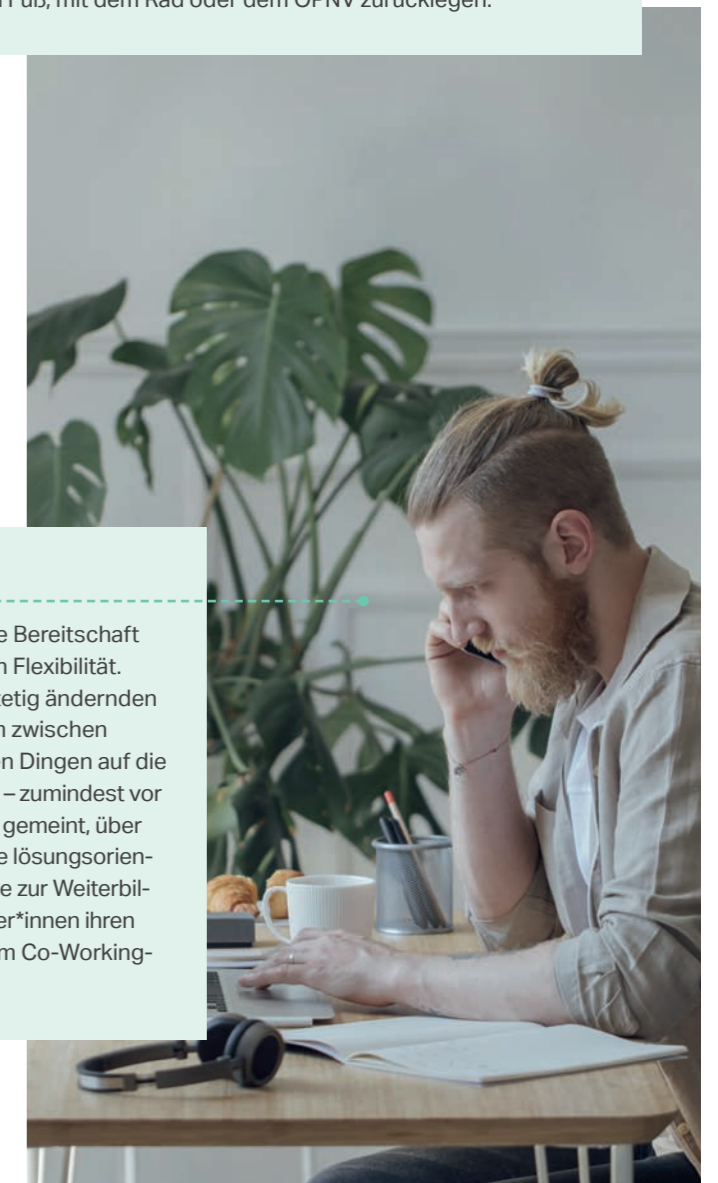 Fuß, mit dem Rad oder dem ÖPNV zurücklegen.
e Bereitschaft
n Flexibilität.
tetig ändernden
n zwischen
en Dingen auf die
– zumindest vor
gemeint, über
e lösungsorien-
e zur Weiterbil-
er*innen ihren
m Co-Working-